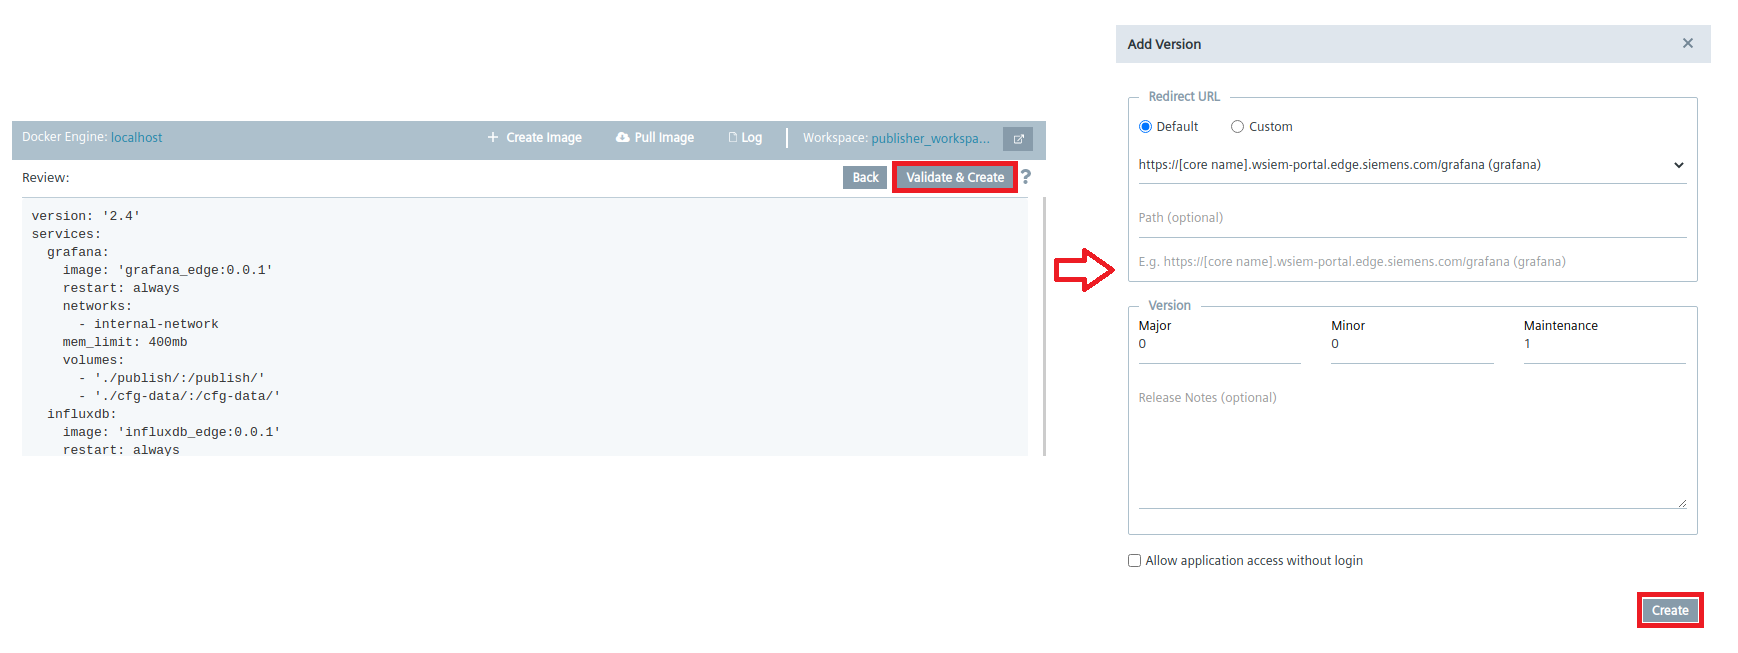 Docker Engine: localhost
+ Create Image
Pull Image
Log
Workspace: publisher_workspa...
Review:
Back
Validate & Create
?
version: '2.4'
services:
  grafana:
    image: 'grafana_edge:0.0.1'
    restart: always
    networks:
      - internal-network
    mem_limit: 400mb
    volumes:
      - './publish/:/publish/'
      - './cfg-data/:/cfg-data/'
  influxdb:
    image: 'influxdb_edge:0.0.1'
    restart: always
Add Version
Redirect URL
Default
Custom
https://[core name].wsiem-portal.edge.siemens.com/grafana (grafana)
Path (optional)
E.g. https://[core name].wsiem-portal.edge.siemens.com/grafana (grafana)
Version
Major
Minor
Maintenance
0
0
1
Release Notes (optional)
Allow application access without login
Create